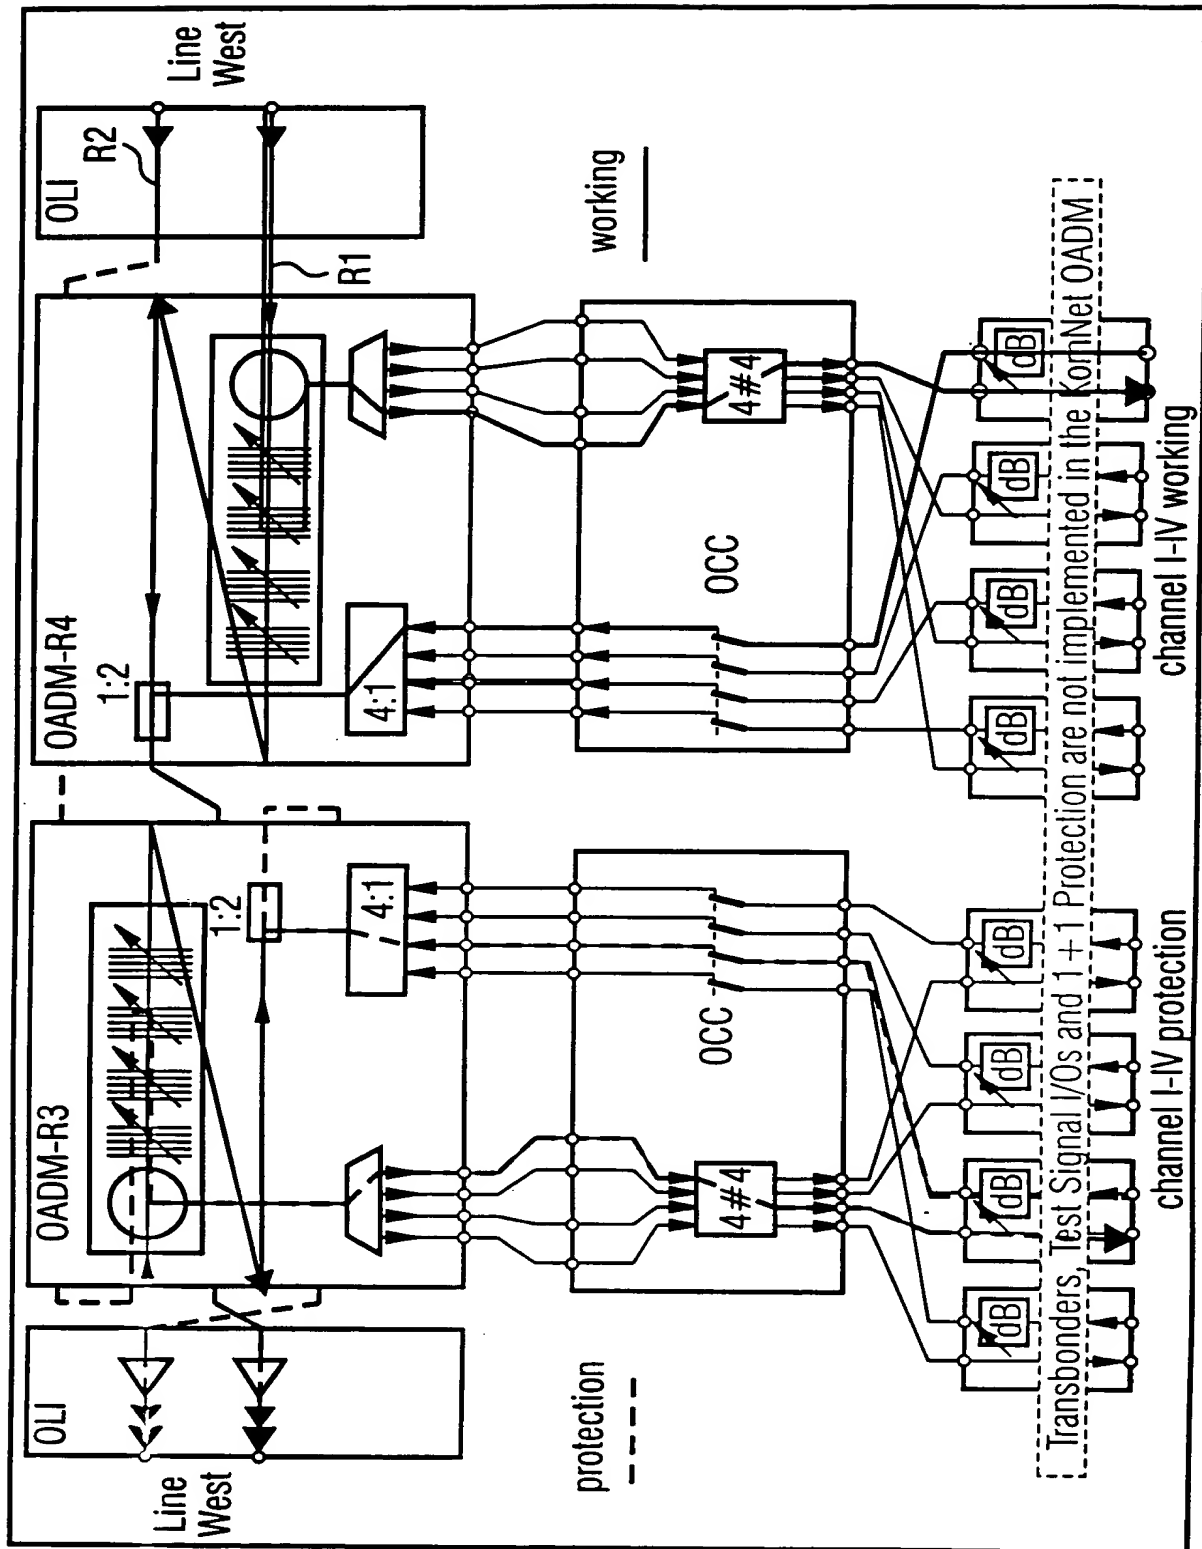 Line
West
OLI
R2
R1
OADM-R4
1:2
4:1
working
OCC
4#4
dB
dB
dB
dB
channel I-IV working
Line
West
OLI
OADM-R3
1:2
4:1
protection
OCC
4#4
dB
dB
dB
dB
channel I-IV protection
Transbonders, Test Signal I/Os and 1+1 Protection are not implemented in the KomNet OADM